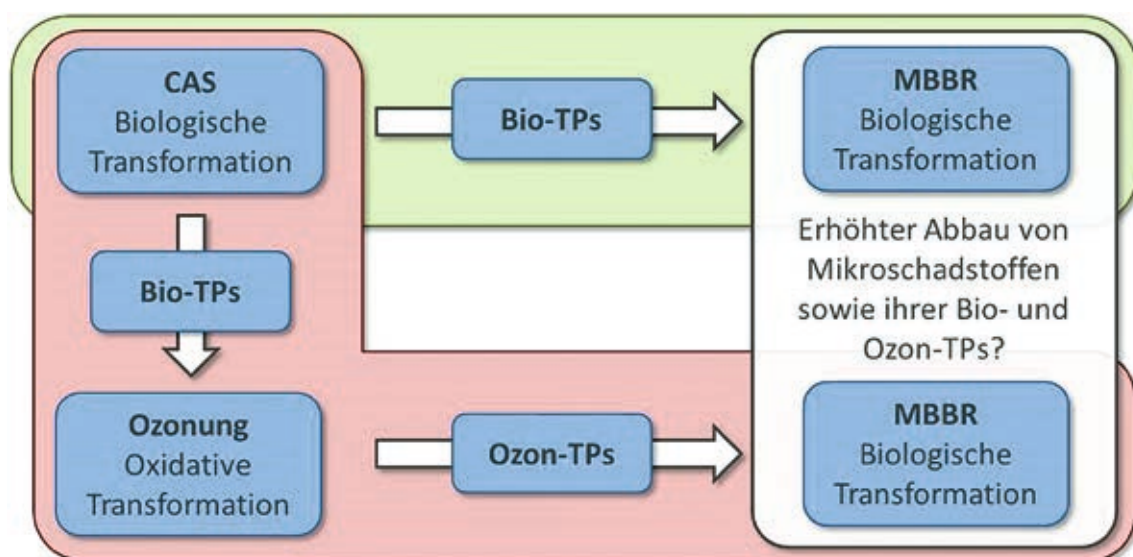 CAS
Biologische
Transformation
Bio-TPs
MBBR
Biologische
Transformation
Erhöhter Abbau von
Mikroschadstoffen
sowie ihrer Bio- und
Ozon-TPs?
Bio-TPs
Ozonung
Oxidative
Transformation
Ozon-TPs
MBBR
Biologische
Transformation